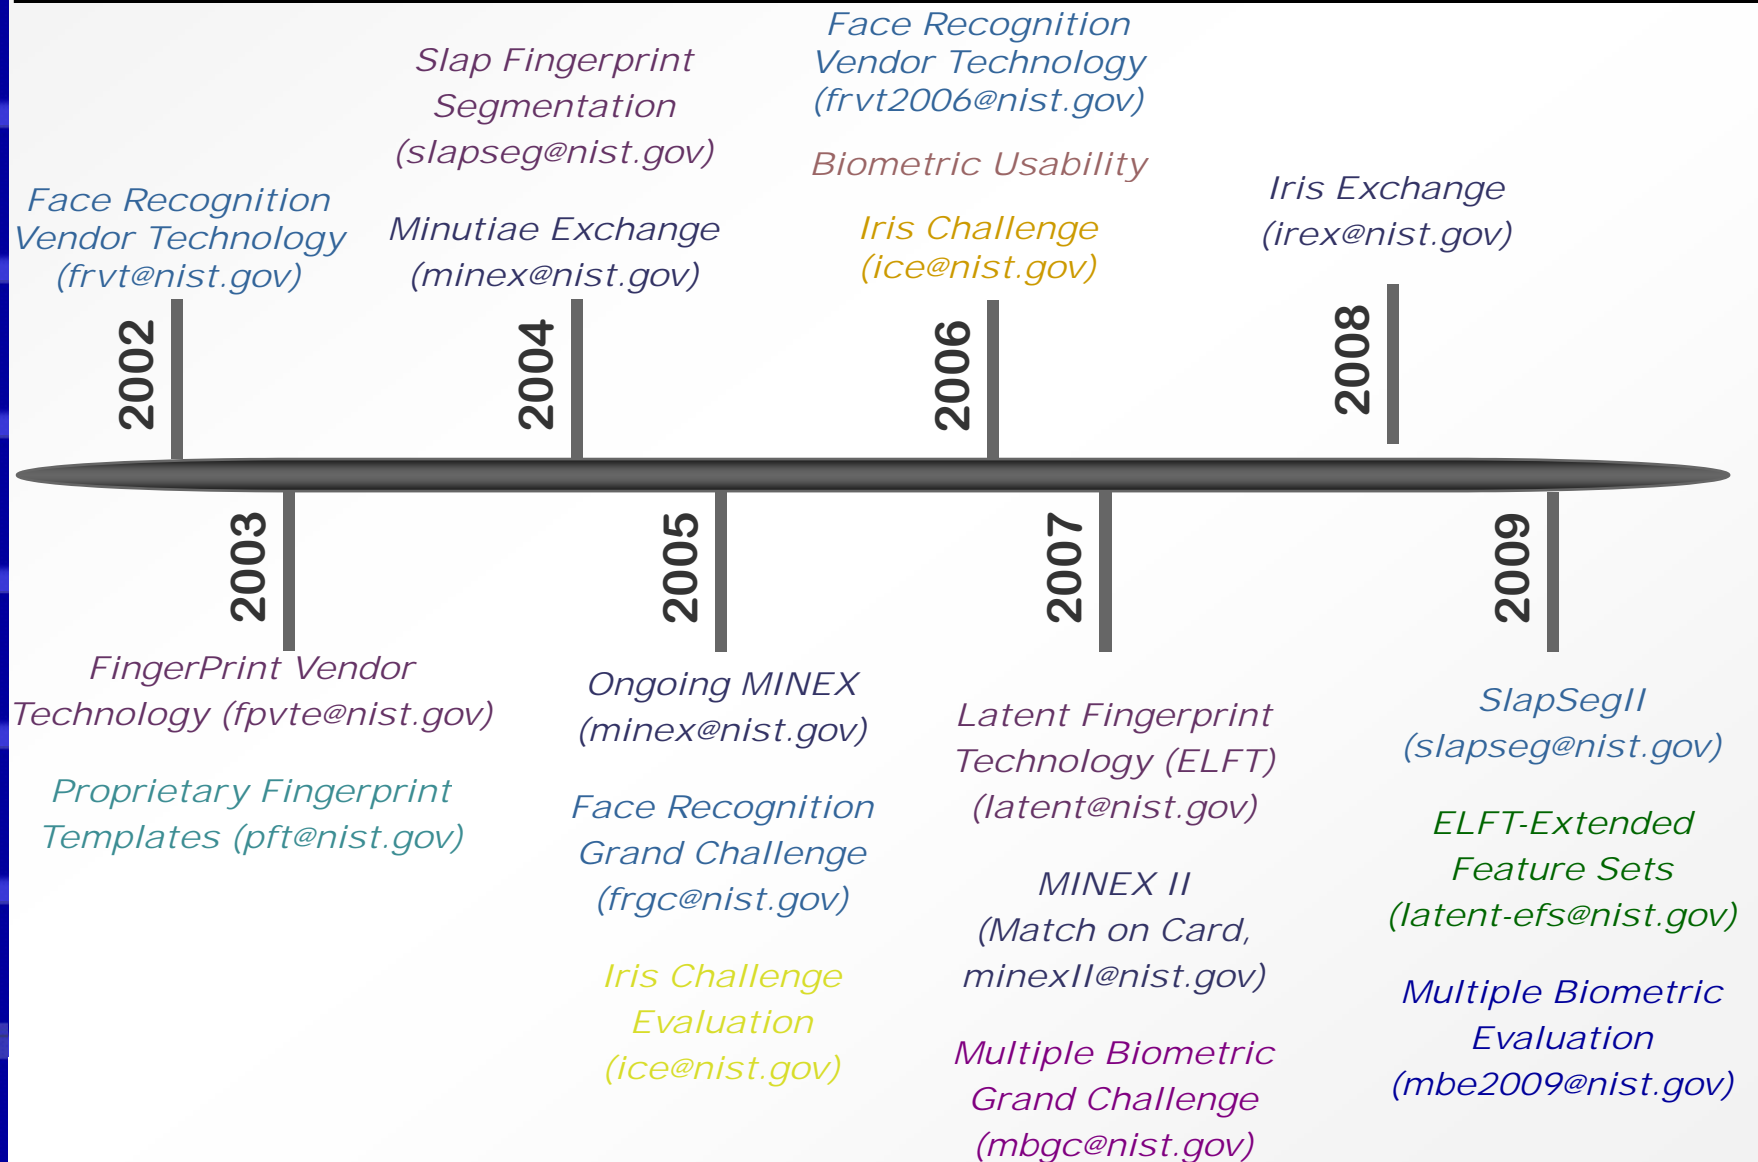 Face Recognition
Vendor Technology
(frvt@nist.gov)
2002
Slap Fingerprint
Segmentation
(slapseg@nist.gov)
Minutiae Exchange
(minex@nist.gov)
2004
Face Recognition
Vendor Technology
(frvt2006@nist.gov)
Biometric Usability
Iris Challenge
(ice@nist.gov)
2006
Iris Exchange
(irex@nist.gov)
2008
2003
FingerPrint Vendor
Technology (fpvte@nist.gov)
Proprietary Fingerprint
Templates (pft@nist.gov)
2005
Ongoing MINEX
(minex@nist.gov)
Face Recognition
Grand Challenge
(frgc@nist.gov)
Iris Challenge
Evaluation
(ice@nist.gov)
2007
Latent Fingerprint
Technology (ELFT)
(latent@nist.gov)
MINEX II
(Match on Card,
minexII@nist.gov)
Multiple Biometric
Grand Challenge
(mbgc@nist.gov)
2009
SlapSegII
(slapseg@nist.gov)
ELFT-Extended
Feature Sets
(latent-efs@nist.gov)
Multiple Biometric
Evaluation
(mbe2009@nist.gov)